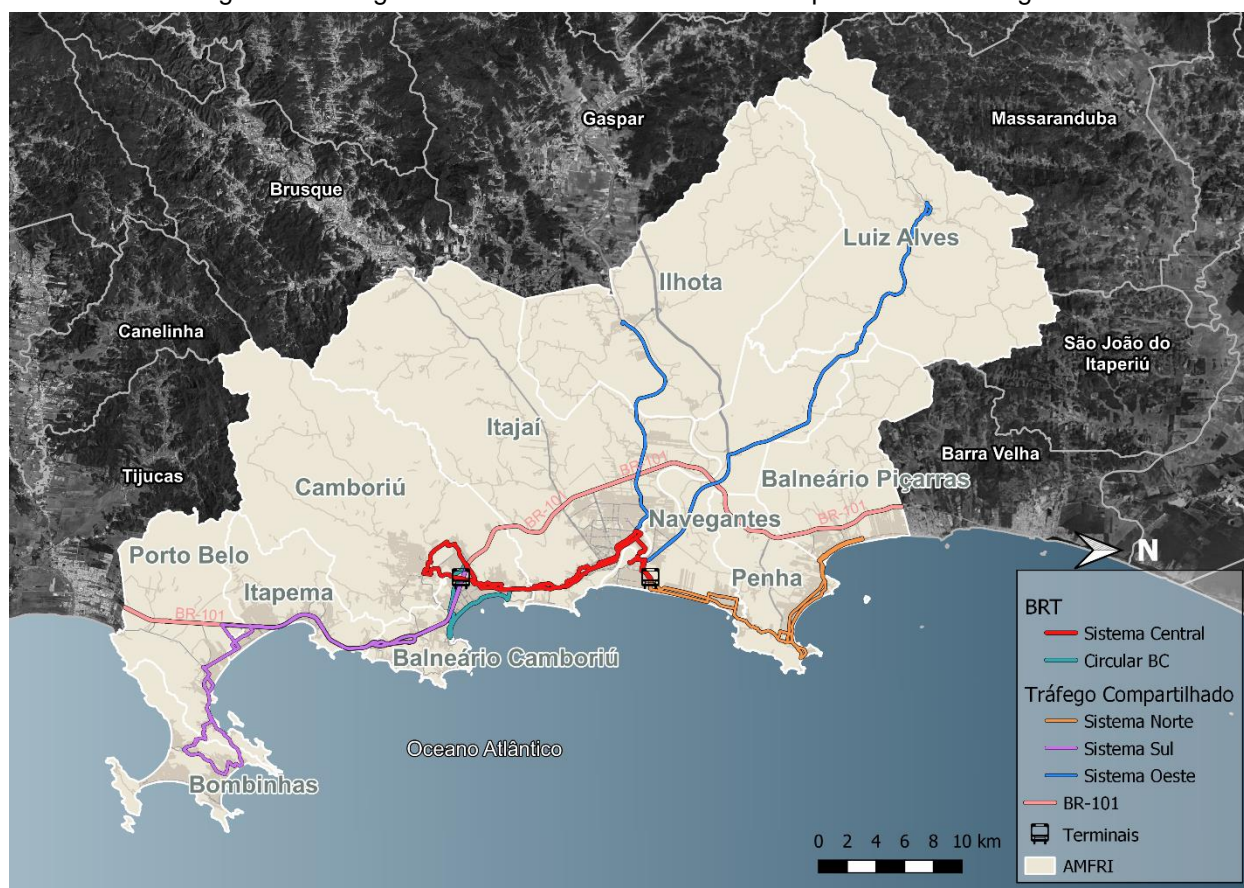 Gaspar
Massaranduba
Brusque
Luiz Alves
Ilhota
Canelinha
São João do
Itaperiú
Itajaí
Barra Velha
Tijucas
Camboriú
BR-101
Balneário Piçarras
BR-101
Navegantes
BR-101
Porto Belo
Itapema
Penha
N
BR-101
Balneário Camboriú
Oceano Atlântico
Bombinhas
0 2 4 6 8 10 km
BRT
Sistema Central
Circular BC
Tráfego Compartilhado
Sistema Norte
Sistema Sul
Sistema Oeste
BR-101
Terminais
AMFRI